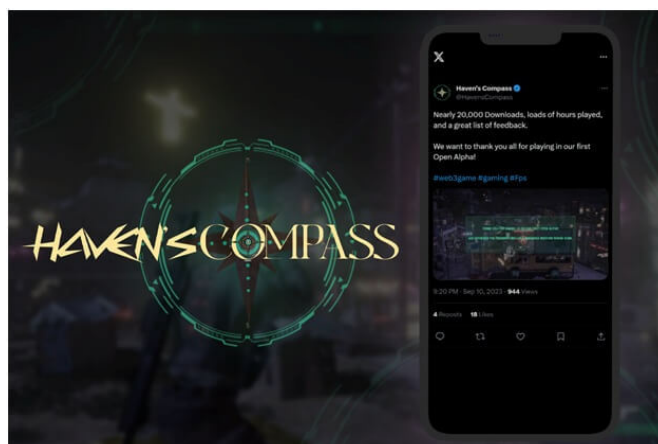 HAVEN'S COMPASS
X
Haven's Compass
@HavensCompass
Nearly 20,000 Downloads, loads of hours played,
and a great list of feedback.
We want to thank you all for playing in our first
Open Alpha!
#web3game #gaming #Fps
9:20 PM · Sep 10, 2023 · 944 Views
4 Reposts 18 Likes